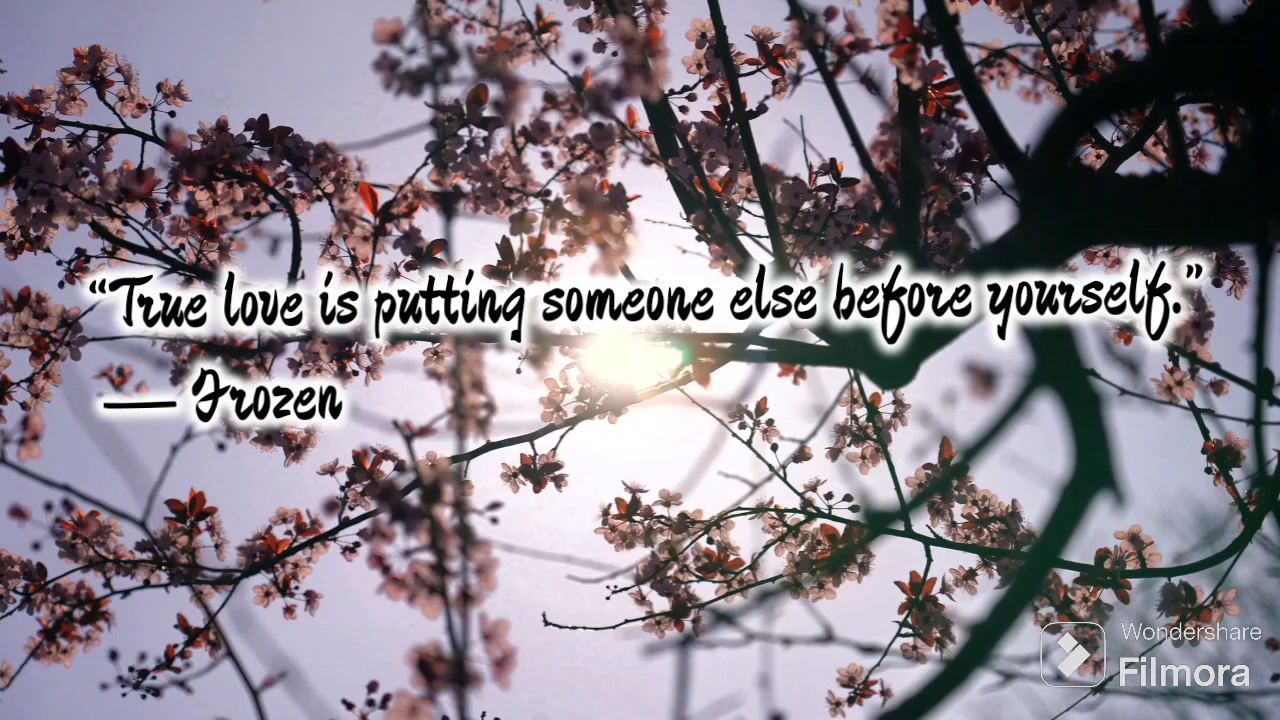 “True love is putting someone else before yourself.”
— Frozen
Wondershare
Filmora